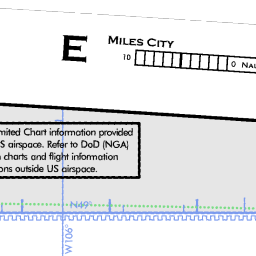 E
MILES CITY
10
0 NAU
mited Chart information provided
S airspace. Refer to DoD (NGA)
charts and flight information
ons outside US airspace.
N49°
W106°